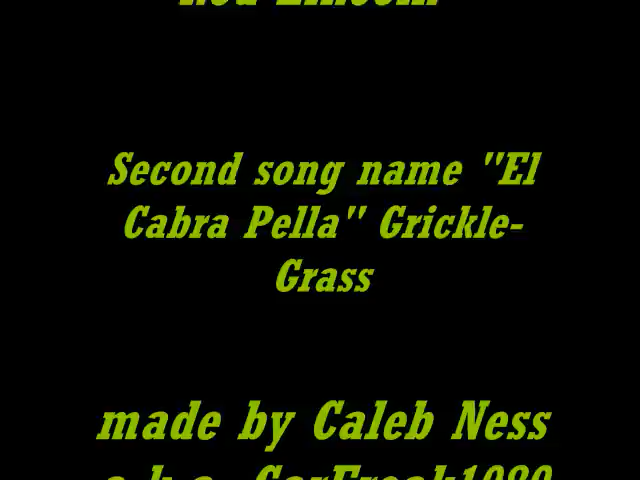 Second song name "El
Cabra Pella" Grickle-
Grass
made by Caleb Ness